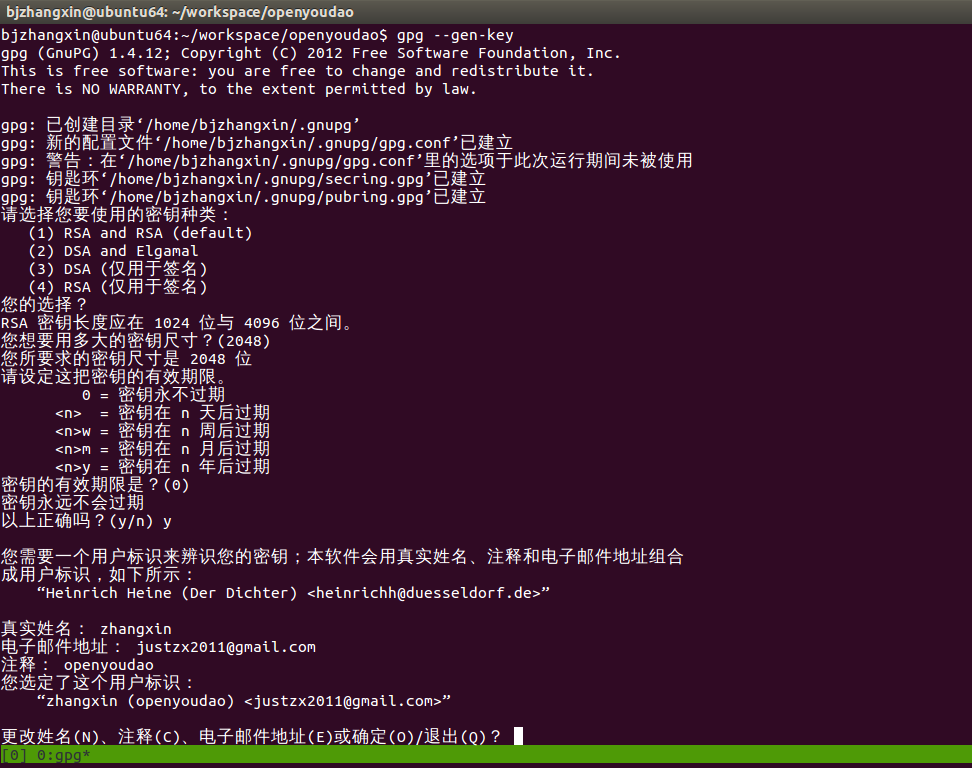 bjzhangxin@ubuntu64: ~/workspace/openyoudao
bjzhangxin@ubuntu64:~/workspace/openyoudao$ gpg --gen-key
gpg (GnuPG) 1.4.12; Copyright (C) 2012 Free Software Foundation, Inc.
This is free software: you are free to change and redistribute it.
There is NO WARRANTY, to the extent permitted by law.
gpg: 已创建目录‘/home/bjzhangxin/.gnupg’
gpg: 新的配置文件‘/home/bjzhangxin/.gnupg/gpg.conf’已建立
gpg: 警告：在‘/home/bjzhangxin/.gnupg/gpg.conf’里的选项于此次运行期间未被使用
gpg: 钥匙环‘/home/bjzhangxin/.gnupg/secring.gpg’已建立
gpg: 钥匙环‘/home/bjzhangxin/.gnupg/pubring.gpg’已建立
请选择您要使用的密钥种类：
(1) RSA and RSA (default)
(2) DSA and Elgamal
(3) DSA (仅用于签名)
(4) RSA (仅用于签名)
您的选择？
RSA 密钥长度应在 1024 位与 4096 位之间。
您想要用多大的密钥尺寸？(2048)
您所要求的密钥尺寸是 2048 位
请设定这把密钥的有效期限。
0 = 密钥永不过期
<n>  = 密钥在 n 天后过期
<n>w = 密钥在 n 周后过期
<n>m = 密钥在 n 月后过期
<n>y = 密钥在 n 年后过期
密钥的有效期限是？(0)
密钥永远不会过期
以上正确吗？(y/n) y
您需要一个用户标识来辨识您的密钥；本软件会用真实姓名、注释和电子邮件地址组合
成用户标识，如下所示：
“Heinrich Heine (Der Dichter) <heinrichh@duesseldorf.de>”
真实姓名： zhangxin
电子邮件地址： justzx2011@gmail.com
注释： openyoudao
您选定了这个用户标识：
“zhangxin (openyoudao) <justzx2011@gmail.com>”
更改姓名(N)、注释(C)、电子邮件地址(E)或确定(O)/退出(Q)？
[0] 0:gpg*